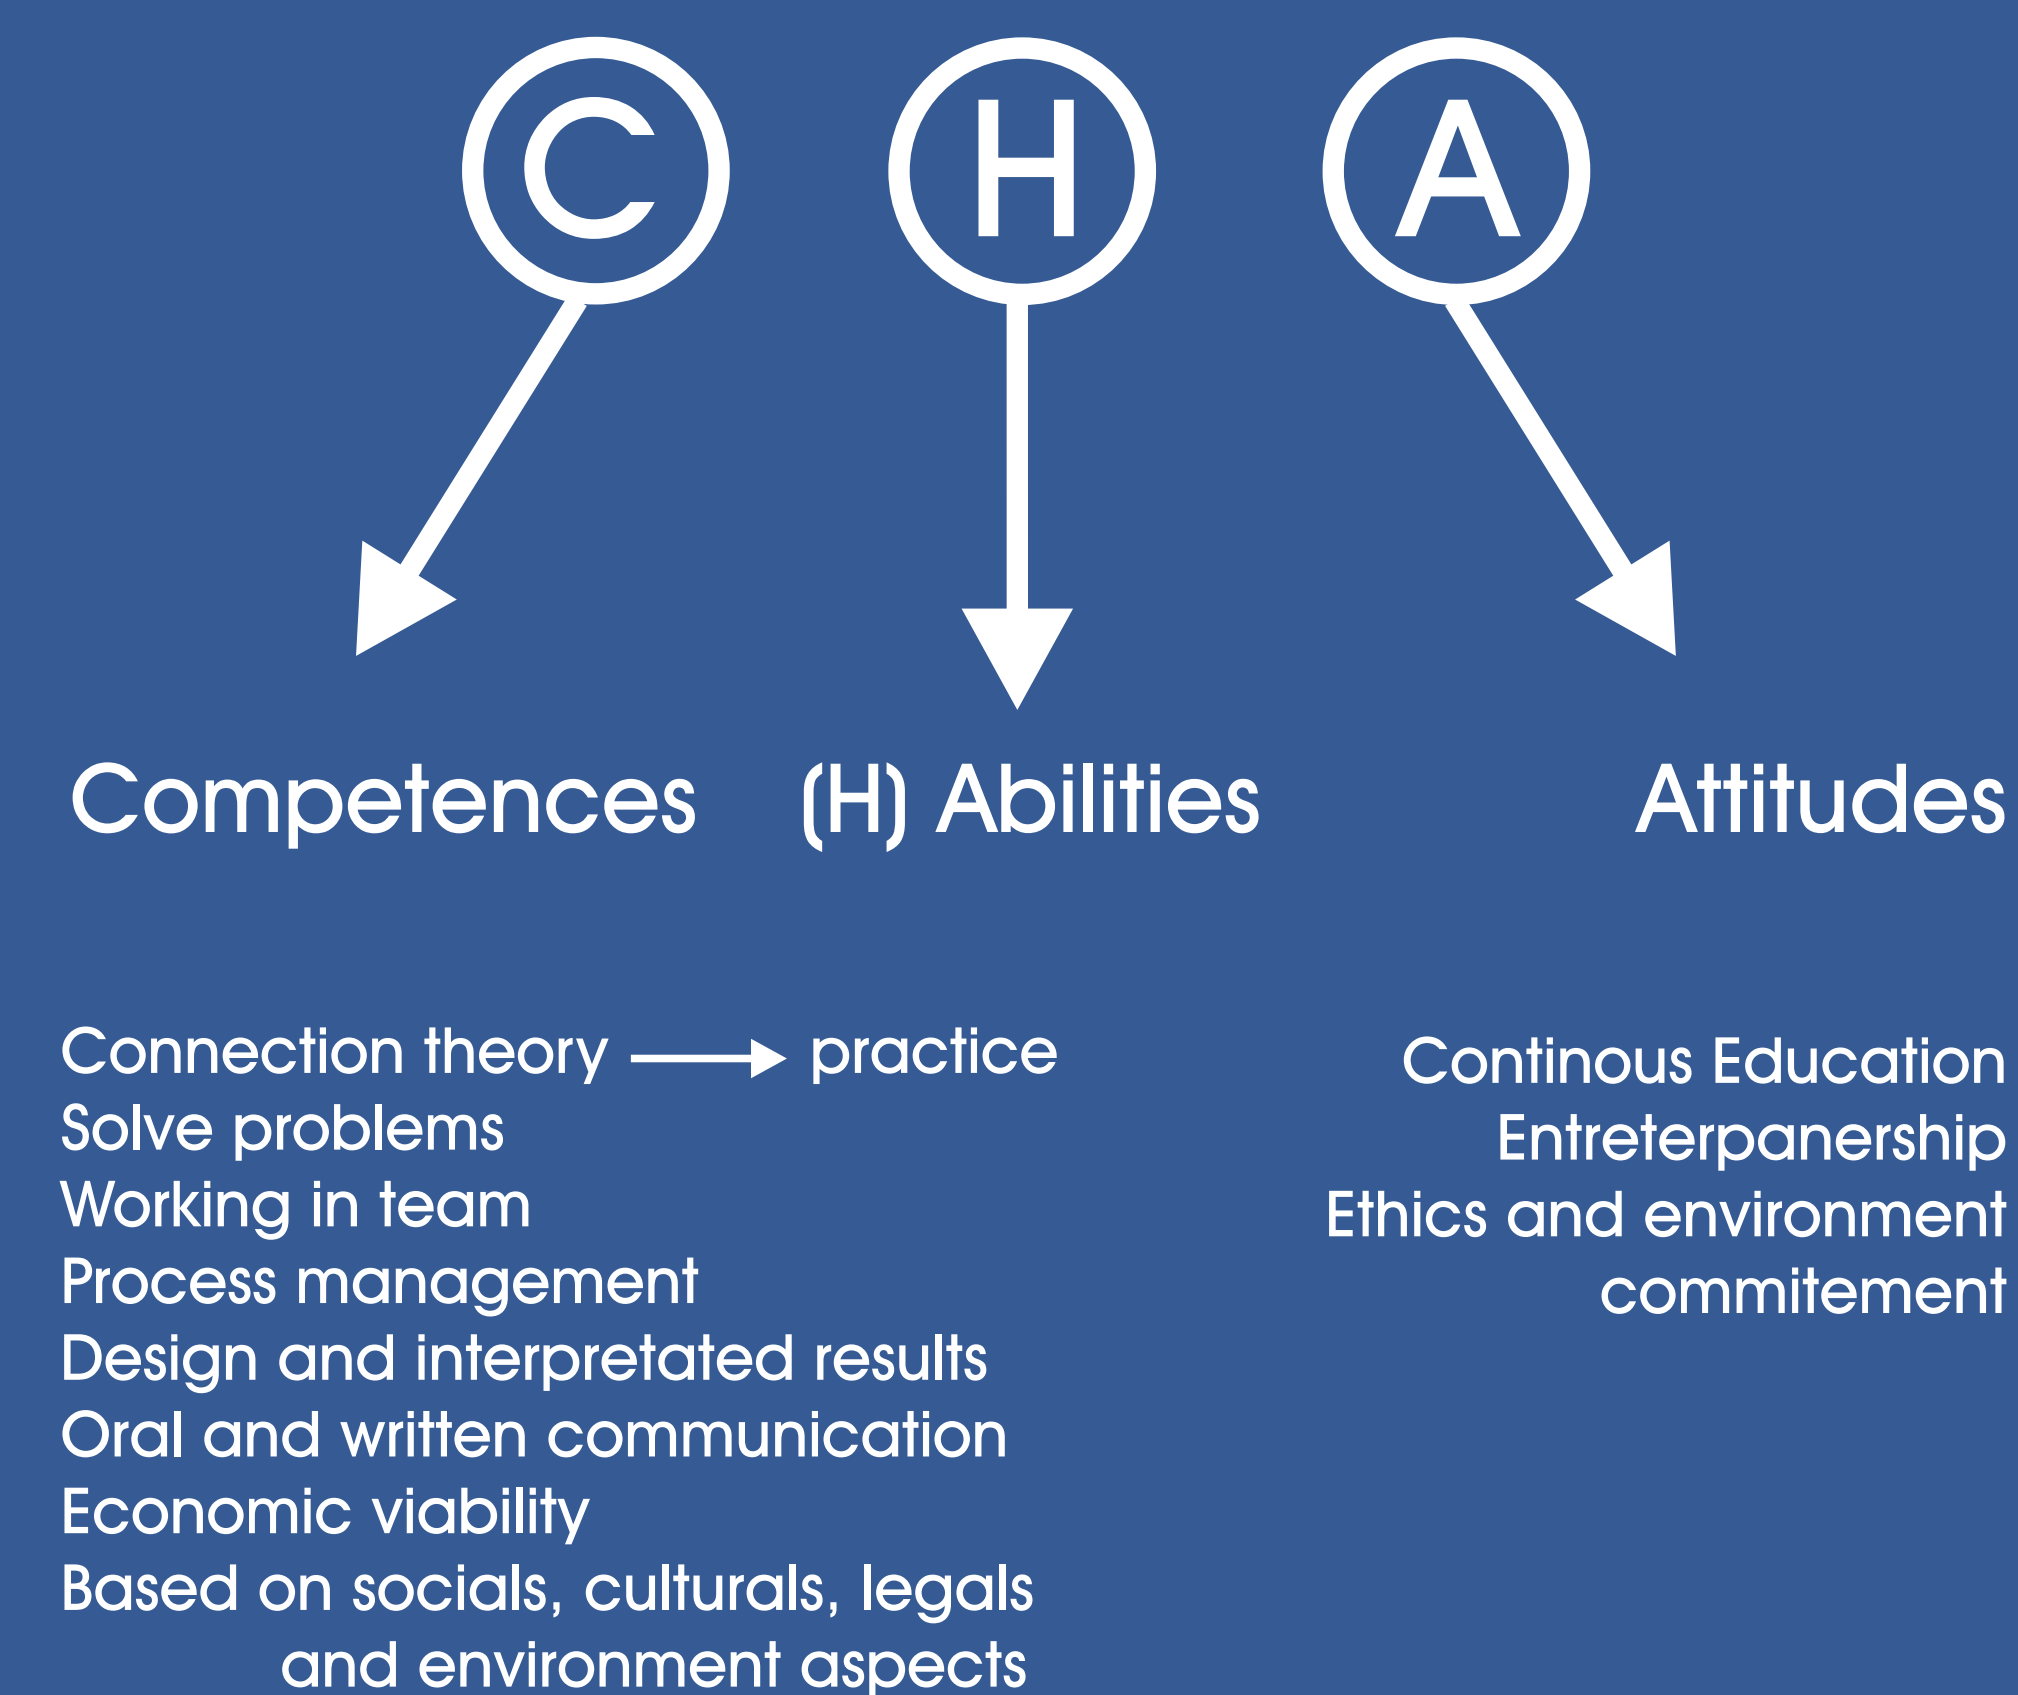 C H A
Competences (H) Abilities Attitudes
Connection theory → practice
Solve problems
Working in team
Process management
Design and interpretated results
Oral and written communication
Economic viability
Based on socials, culturals, legals
and environment aspects
Continous Education
Entreterpanership
Ethics and environment
commitement